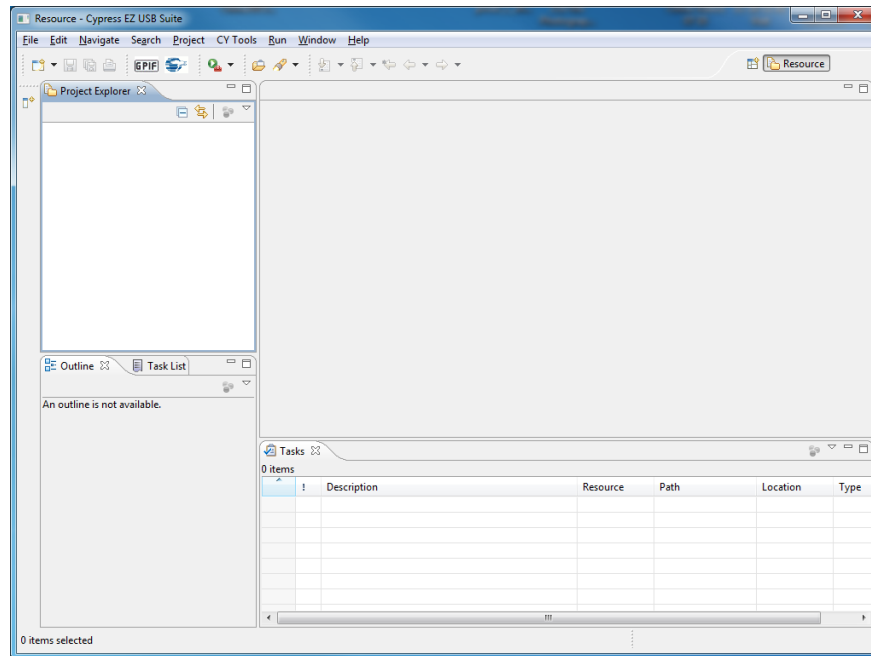 Resource - Cypress EZ USB Suite
File Edit Navigate Search Project CY Tools Run Window Help
GPIF
Resource
Project Explorer
Outline Task List
An outline is not available.
Tasks
0 items
! Description Resource Path Location Type
0 items selected